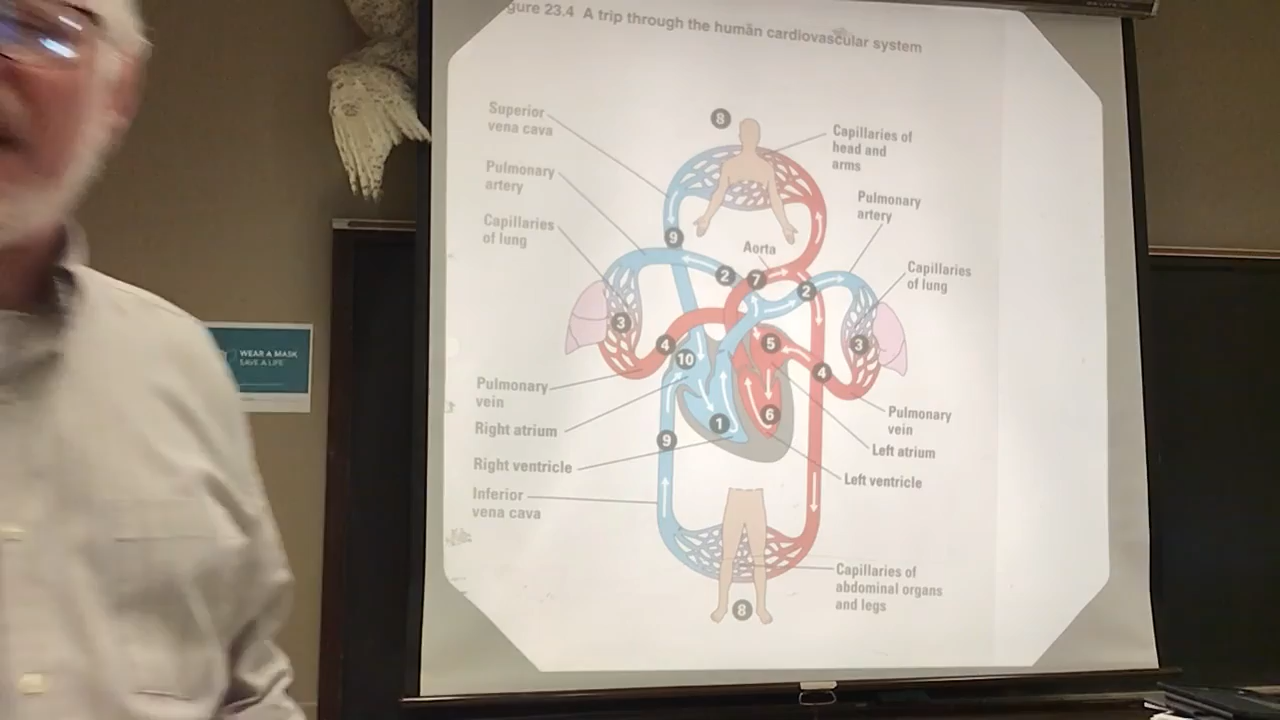 gure 23.4 A trip through the human cardiovascular system
Superior
vena cava
8
Capillaries of
head and
arms
Pulmonary
artery
Pulmonary
artery
Capillaries
of lung
9
Aorta
2
7
2
Capillaries
of lung
3
4
10
5
3
4
WEAR A MASK
SAVE A LIFE
Pulmonary
vein
Right atrium
1
6
Pulmonary
vein
9
Left atrium
Right ventricle
Left ventricle
Inferior
vena cava
Capillaries of
abdominal organs
and legs
8